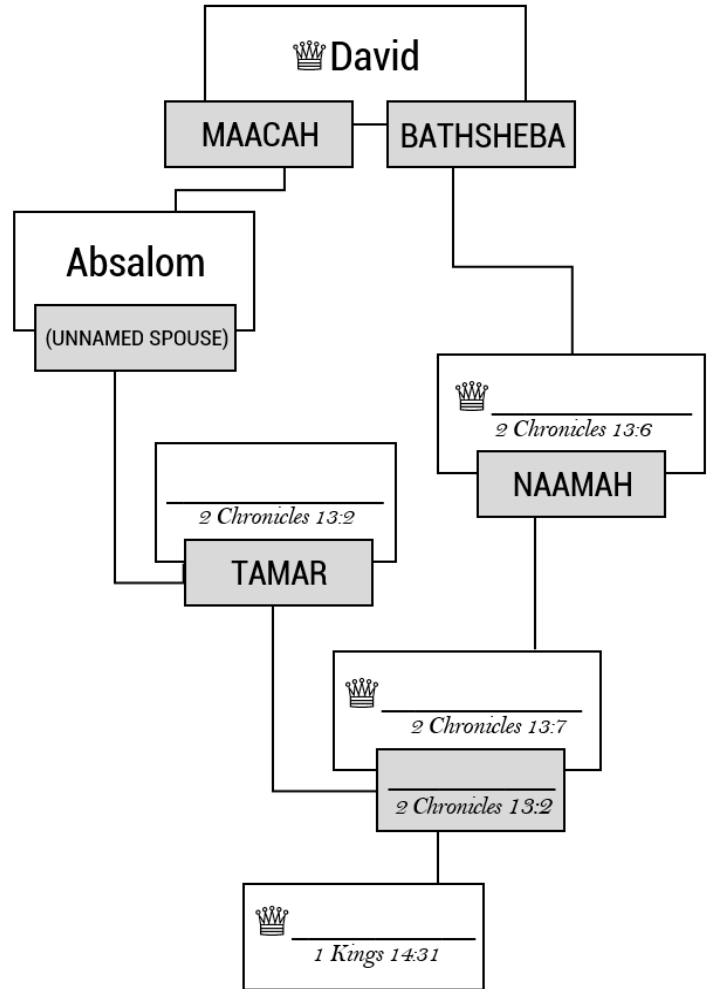 David
MAACAH
BATHSHEBA
Absalom
(UNNAMED SPOUSE)
2 Chronicles 13:6
NAAMAH
2 Chronicles 13:2
TAMAR
2 Chronicles 13:7
2 Chronicles 13:2
1 Kings 14:31